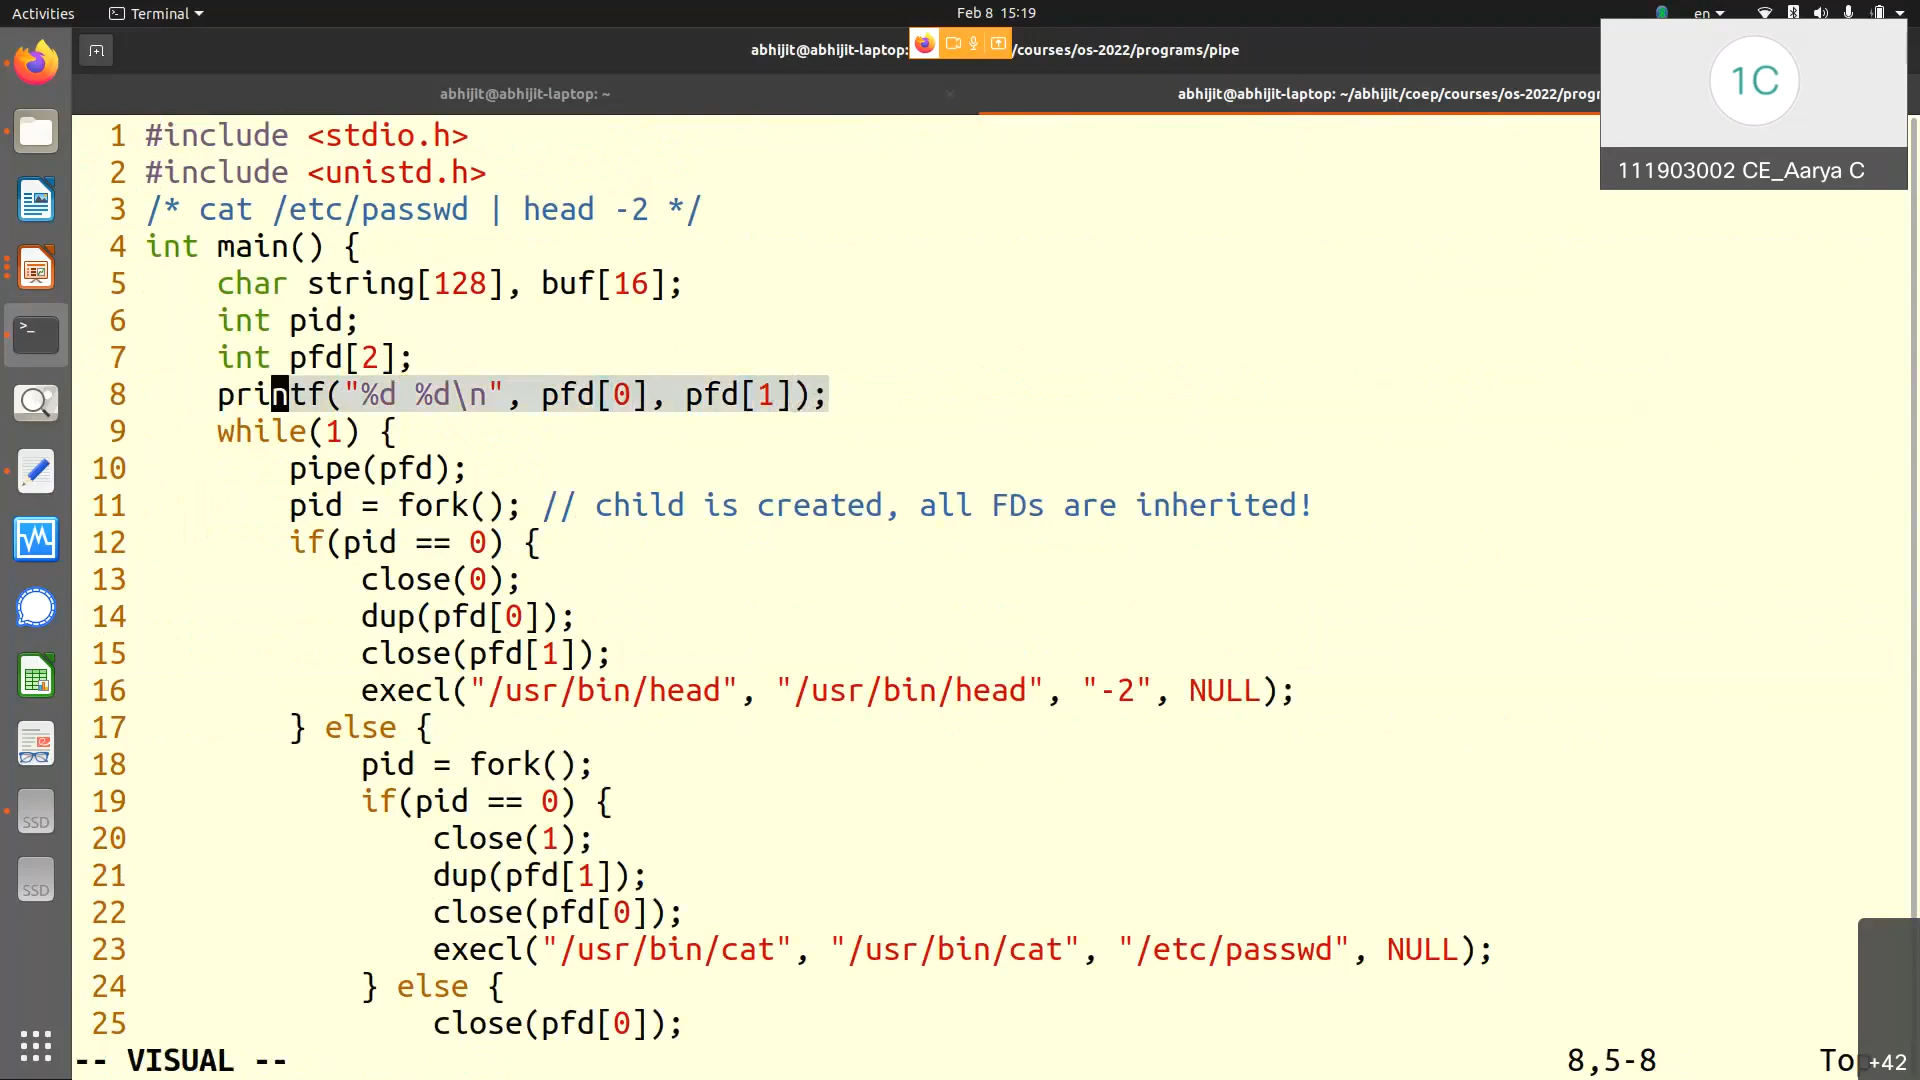 Activities
Terminal
Feb 8 15:19
en
abhijit@abhijit-laptop: /courses/os-2022/programs/pipe
abhijit@abhijit-laptop: ~
abhijit@abhijit-laptop: ~/abhijit/coep/courses/os-2022/progr
1C
111903002 CE_Aarya C
1 #include <stdio.h>
2 #include <unistd.h>
3 /* cat /etc/passwd | head -2 */
4 int main() {
5 char string[128], buf[16];
6 int pid;
7 int pfd[2];
8 printf("%d %d\n", pfd[0], pfd[1]);
9 while(1) {
10 pipe(pfd);
11 pid = fork(); // child is created, all FDs are inherited!
12 if(pid == 0) {
13 close(0);
14 dup(pfd[0]);
15 close(pfd[1]);
16 execl("/usr/bin/head", "/usr/bin/head", "-2", NULL);
17 } else {
18 pid = fork();
19 if(pid == 0) {
20 close(1);
21 dup(pfd[1]);
22 close(pfd[0]);
23 execl("/usr/bin/cat", "/usr/bin/cat", "/etc/passwd", NULL);
24 } else {
25 close(pfd[0]);
-- VISUAL -- 8,5-8 To
+42
SSD
SSD